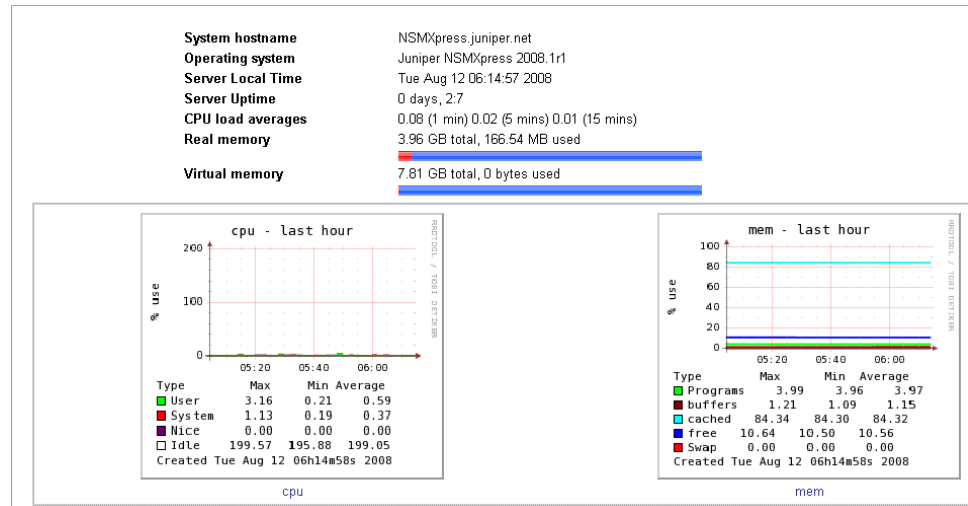 System hostname NSMXpress.juniper.net
Operating system Juniper NSMXpress 2008.1r1
Server Local Time Tue Aug 12 06:14:57 2008
Server Uptime 0 days, 2:7
CPU load averages 0.08 (1 min) 0.02 (5 mins) 0.01 (15 mins)
Real memory 3.96 GB total, 166.54 MB used
Virtual memory 7.81 GB total, 0 bytes used
cpu - last hour
RRDTOOL / TOBI OETIKER
% use
200
100
0
05:20 05:40 06:00
Type Max Min Average
User 3.16 0.21 0.59
System 1.13 0.19 0.37
Nice 0.00 0.00 0.00
Idle 199.57 195.88 199.05
Created Tue Aug 12 06h14m58s 2008
cpu
mem - last hour
RRDTOOL / TOBI OETIKER
% use
100
80
60
40
20
0
05:20 05:40 06:00
Type Max Min Average
Programs 3.99 3.96 3.97
buffers 1.21 1.09 1.15
cached 84.34 84.30 84.32
free 10.64 10.50 10.56
Swap 0.00 0.00 0.00
Created Tue Aug 12 06h14m58s 2008
mem